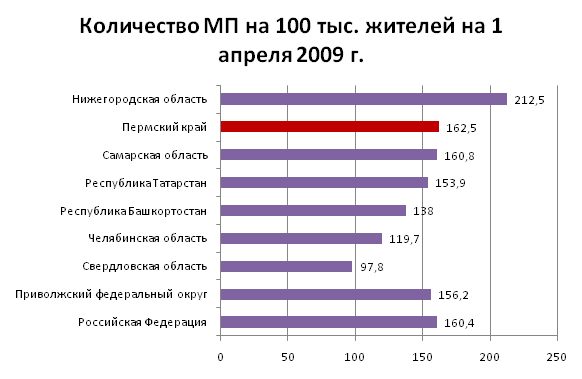 Количество МП на 100 тыс. жителей на 1
апреля 2009 г.
Нижегородская область 212,5
Пермский край 162,5
Самарская область 160,8
Республика Татарстан 153,9
Республика Башкортостан 138
Челябинская область 119,7
Свердловская область 97,8
Приволжский федеральный округ 156,2
Российская Федерация 160,4
0 50 100 150 200 250